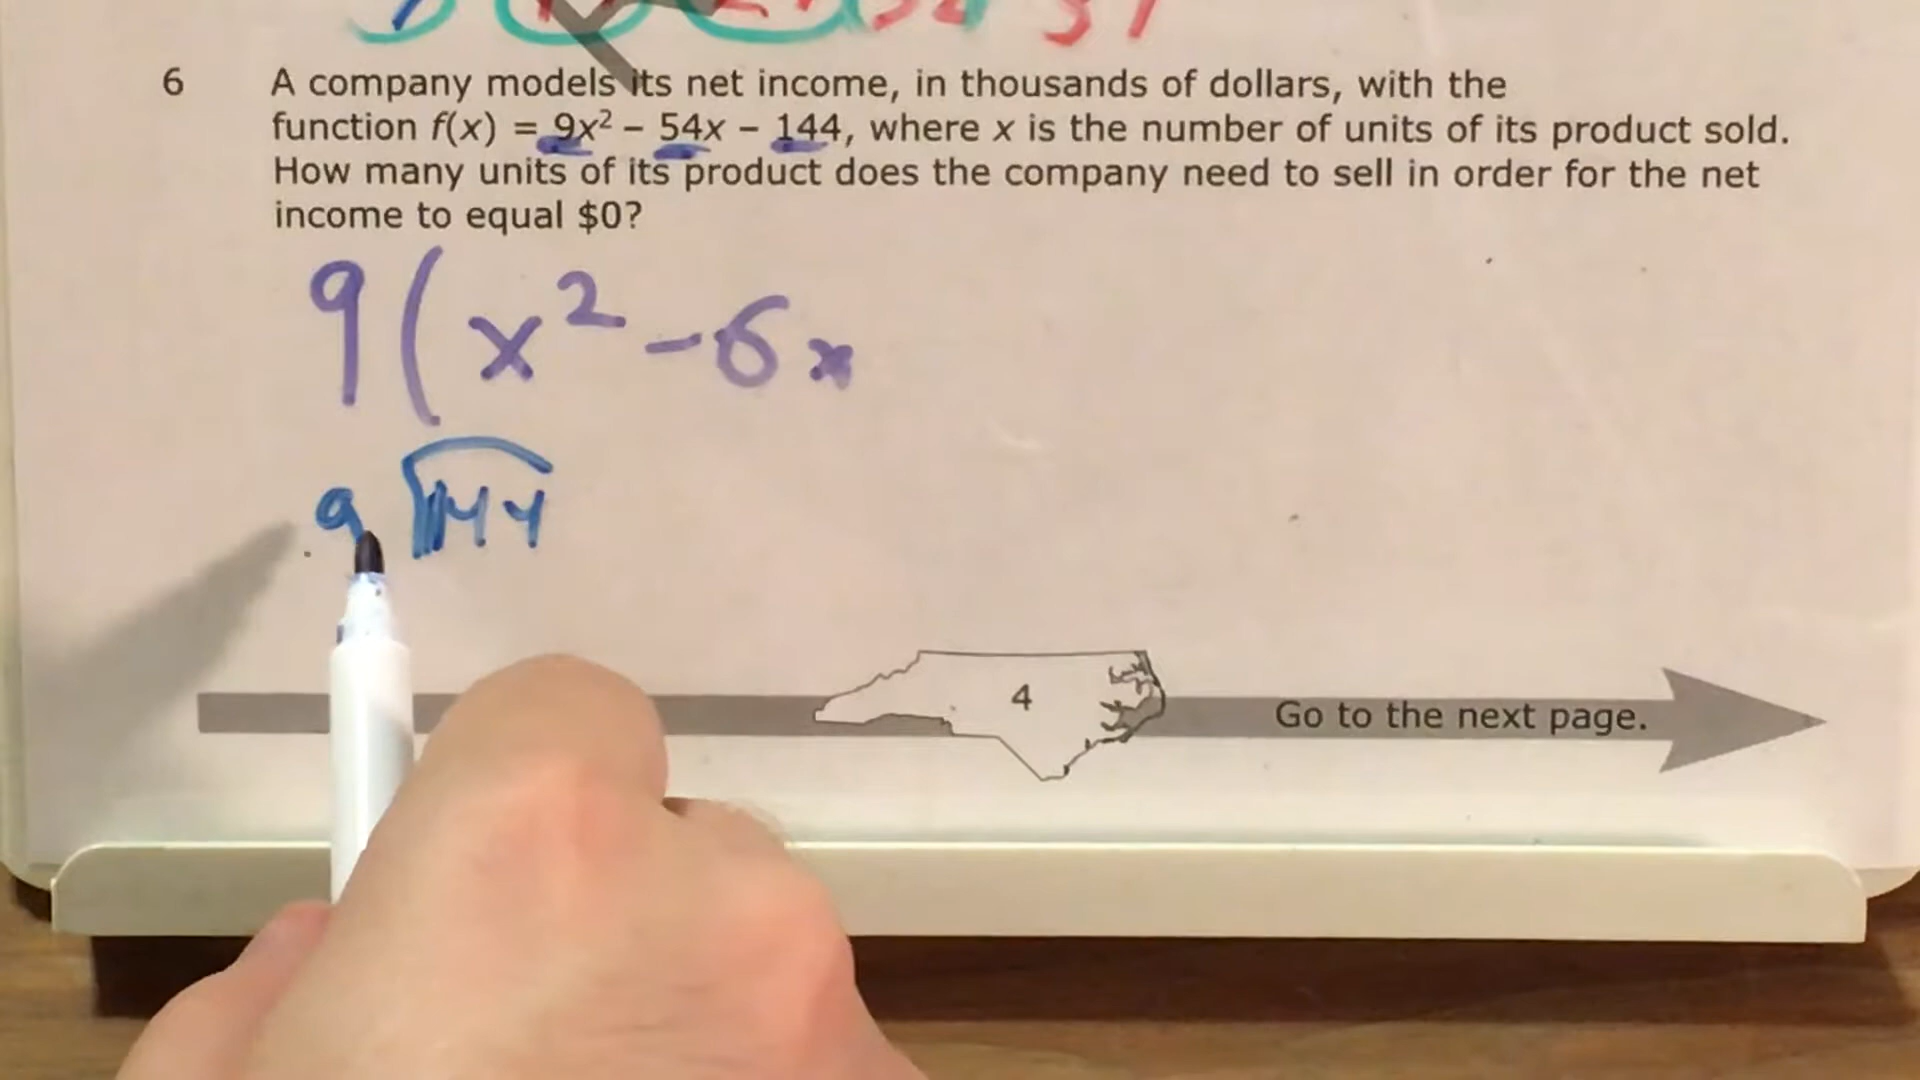 6 A company models its net income, in thousands of dollars, with the
function f(x) = 9x² – 54x – 144, where x is the number of units of its product sold.
How many units of its product does the company need to sell in order for the net
income to equal $0?
9(x² -6x
9 144
4
Go to the next page.